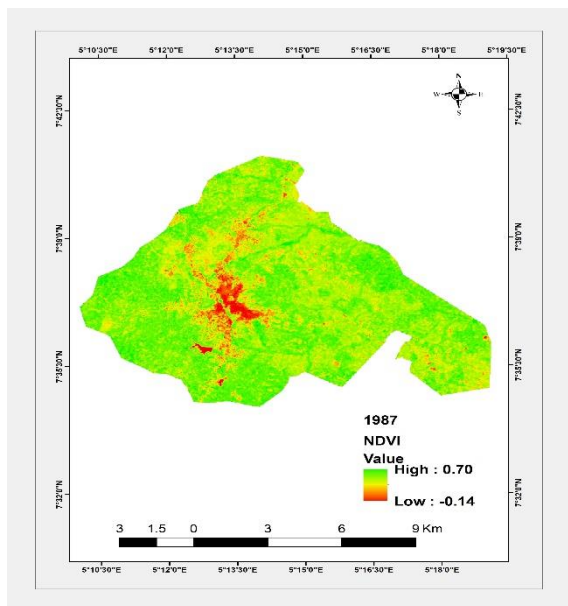 5°10'30"E 5°12'0"E 5°13'30"E 5°15'0"E 5°16'30"E 5°18'0"E 5°19'30"E
N
W E
S
7°42'30"N 7°42'30"N
7°39'0"N 7°39'0"N
7°35'30"N 7°35'30"N
1987
NDVI
Value
High : 0.70
Low : -0.14
7°32'0"N 7°32'0"N
3 1.5 0 3 6 9 Km
5°10'30"E 5°12'0"E 5°13'30"E 5°15'0"E 5°16'30"E 5°18'0"E